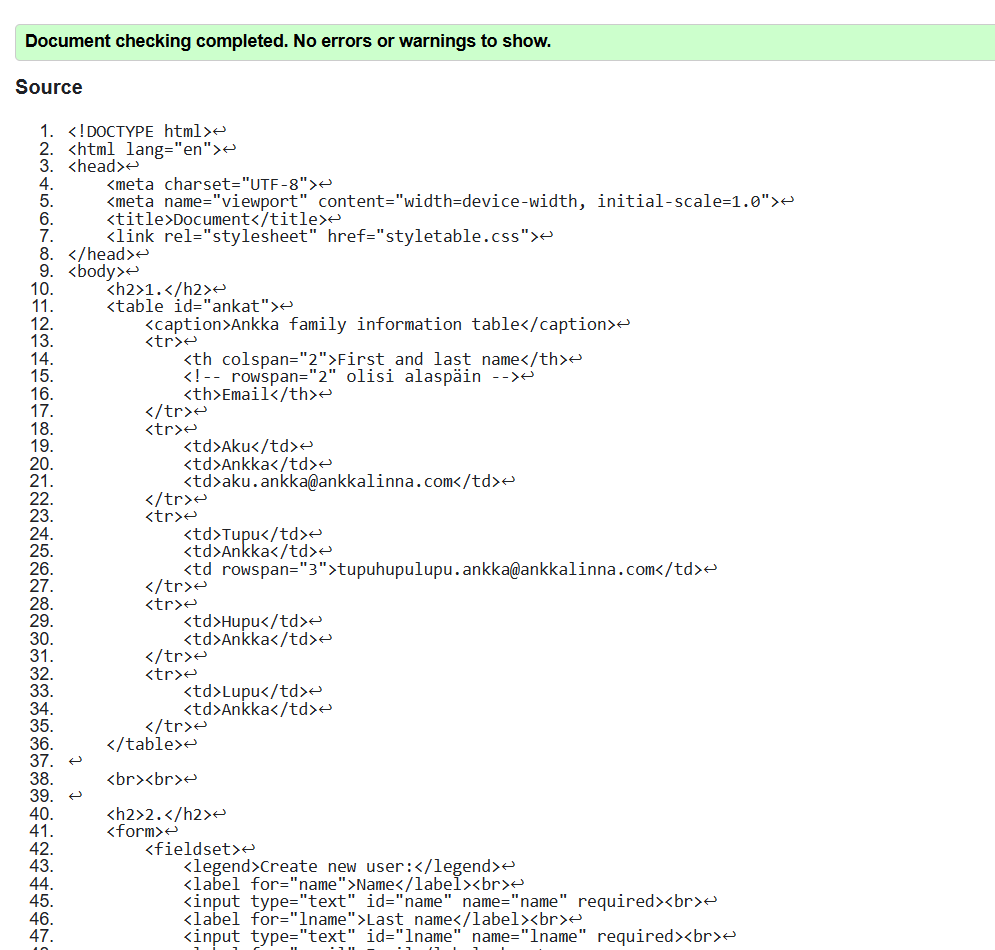 Document checking completed. No errors or warnings to show.
Source
1. <!DOCTYPE html>↩
2. <html lang="en">↩
3. <head>↩
4.     <meta charset="UTF-8">↩
5.     <meta name="viewport" content="width=device-width, initial-scale=1.0">↩
6.     <title>Document</title>↩
7.     <link rel="stylesheet" href="styletable.css">↩
8. </head>↩
9. <body>↩
10.     <h2>1.</h2>↩
11.     <table id="ankat">↩
12.         <caption>Ankka family information table</caption>↩
13.         <tr>↩
14.             <th colspan="2">First and last name</th>↩
15.             <!-- rowspan="2" olisi alaspäin -->↩
16.             <th>Email</th>↩
17.         </tr>↩
18.         <tr>↩
19.             <td>Aku</td>↩
20.             <td>Ankka</td>↩
21.             <td>aku.ankka@ankkalinna.com</td>↩
22.         </tr>↩
23.         <tr>↩
24.             <td>Tupu</td>↩
25.             <td>Ankka</td>↩
26.             <td rowspan="3">tupuhupulupu.ankka@ankkalinna.com</td>↩
27.         </tr>↩
28.         <tr>↩
29.             <td>Hupu</td>↩
30.             <td>Ankka</td>↩
31.         </tr>↩
32.         <tr>↩
33.             <td>Lupu</td>↩
34.             <td>Ankka</td>↩
35.         </tr>↩
36.     </table>↩
37. ↩
38.     <br><br>↩
39. ↩
40.     <h2>2.</h2>↩
41.     <form>↩
42.         <fieldset>↩
43.             <legend>Create new user:</legend>↩
44.             <label for="name">Name</label><br>↩
45.             <input type="text" id="name" name="name" required><br>↩
46.             <label for="lname">Last name</label><br>↩
47.             <input type="text" id="lname" name="lname" required><br>↩